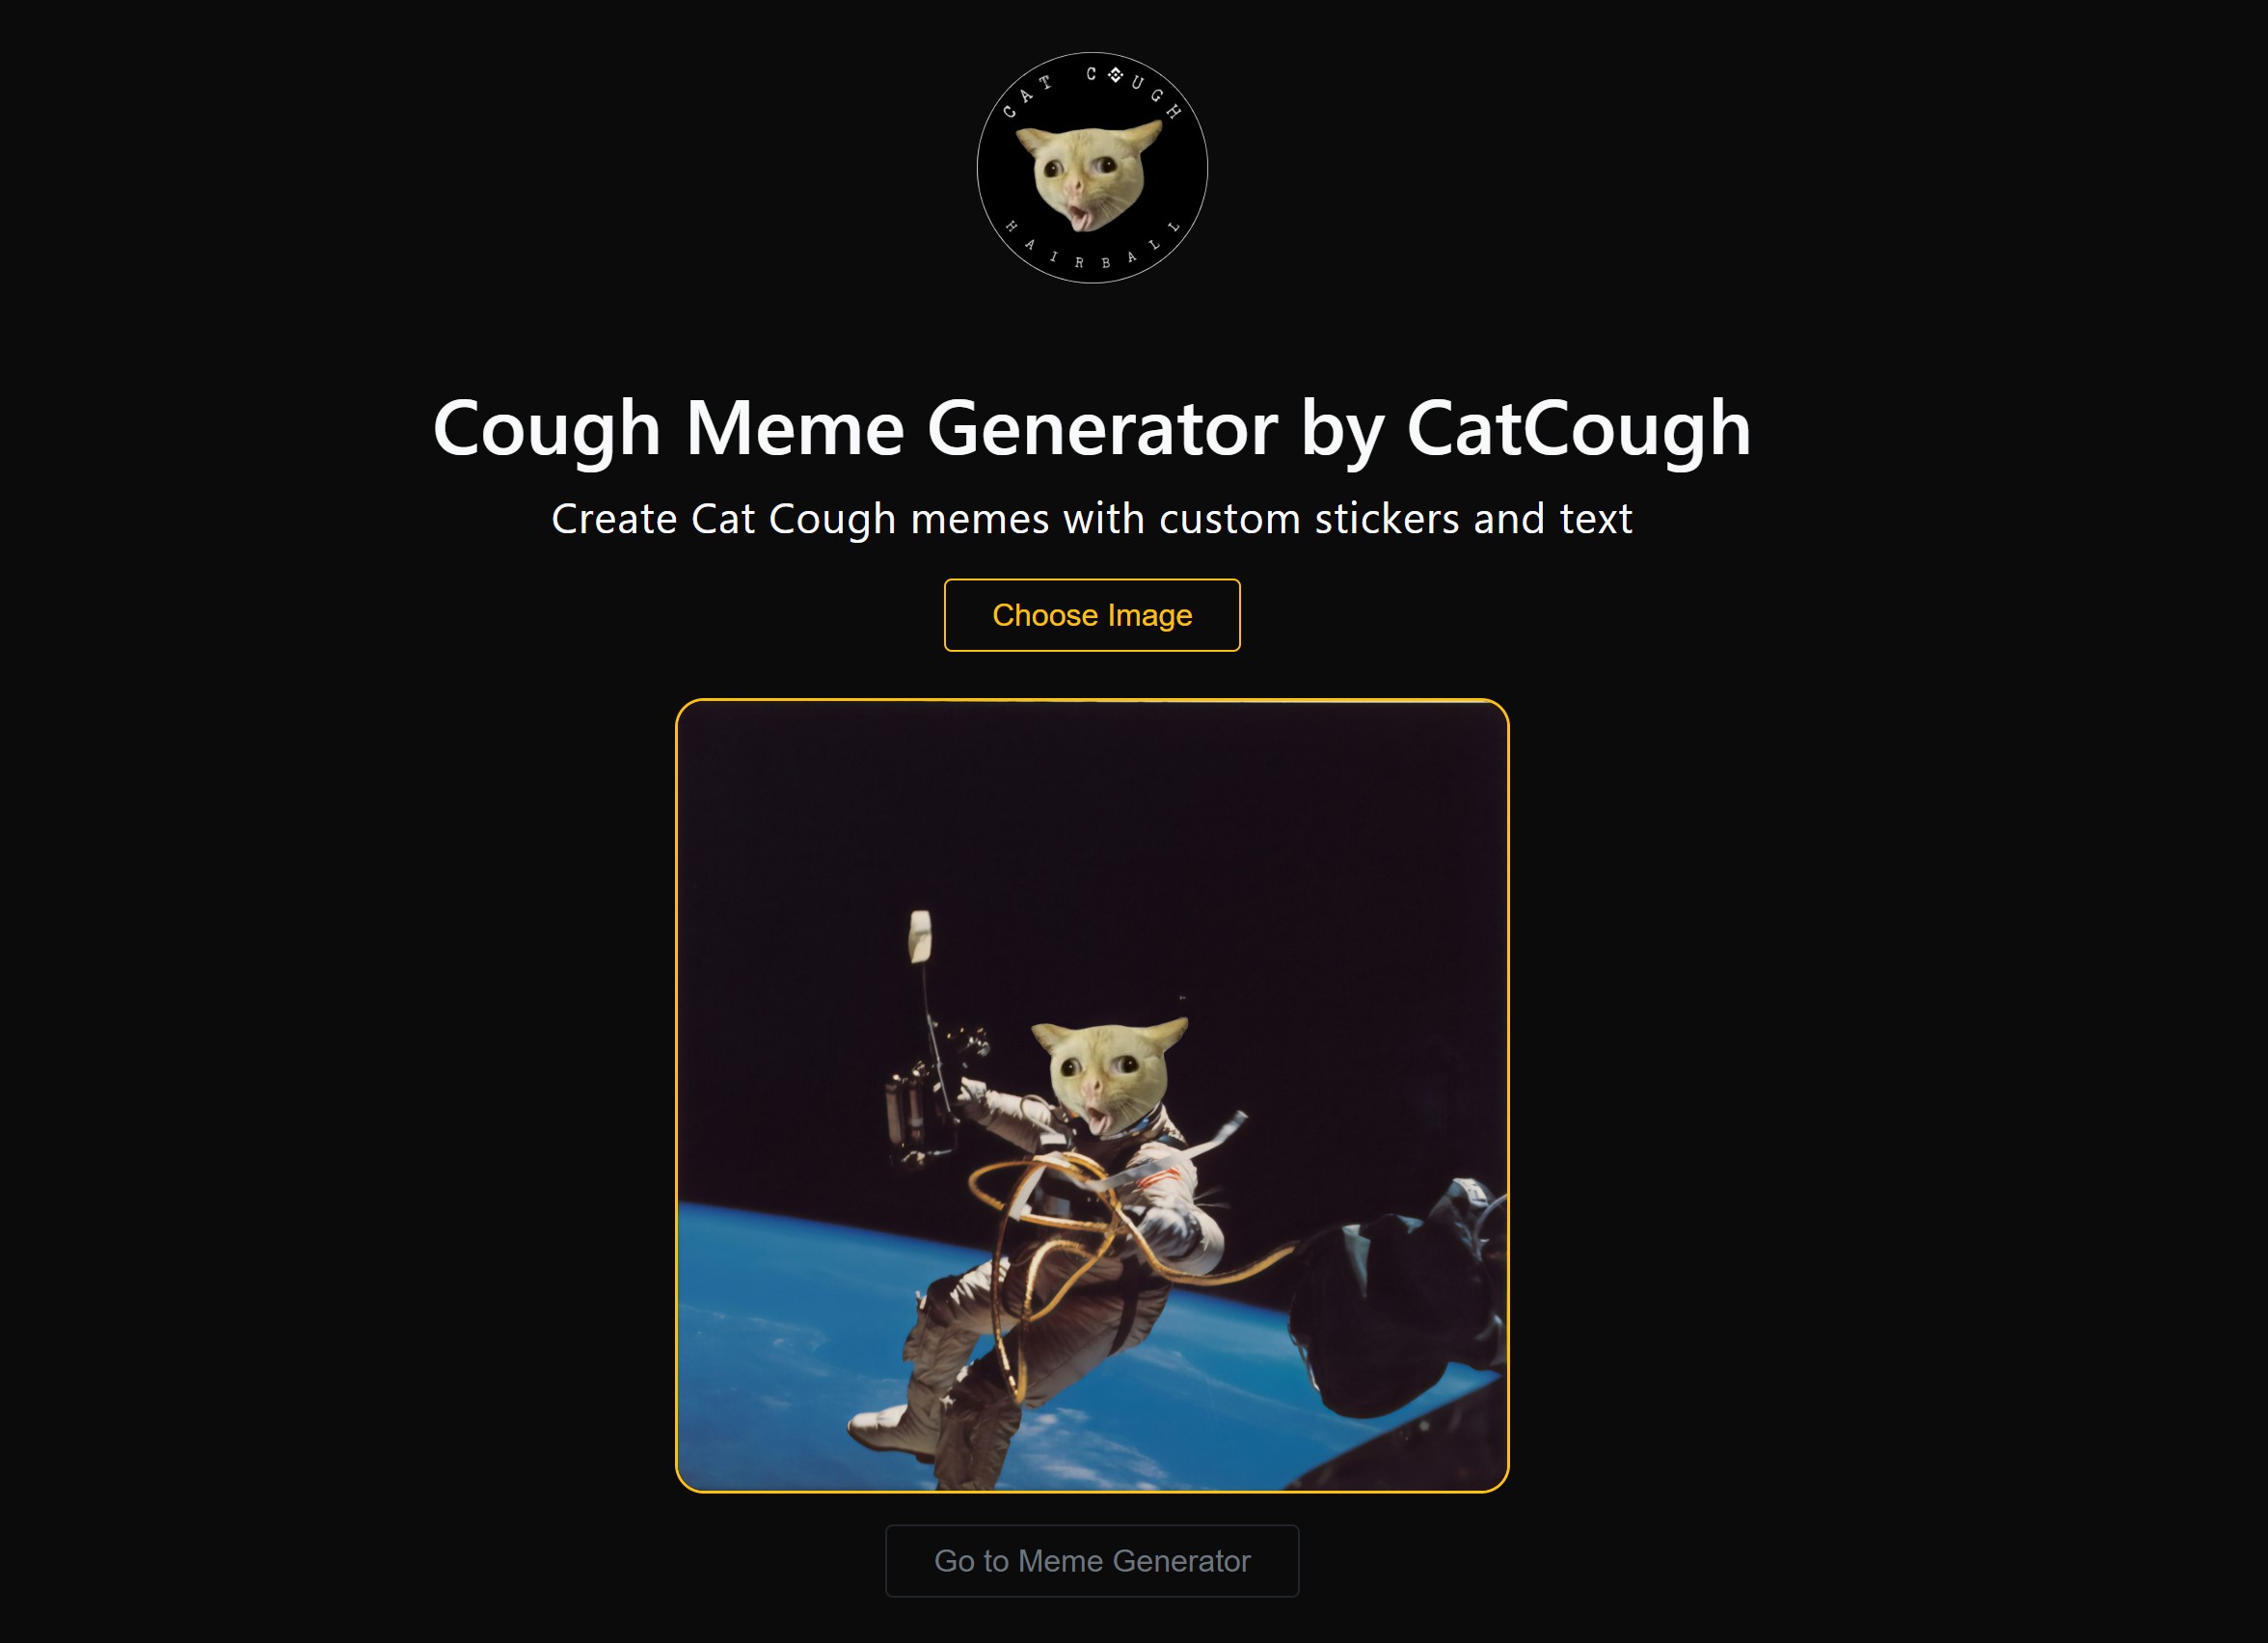 CAT C UGH
HAIRBALL
Cough Meme Generator by CatCough
Create Cat Cough memes with custom stickers and text
Choose Image
Go to Meme Generator